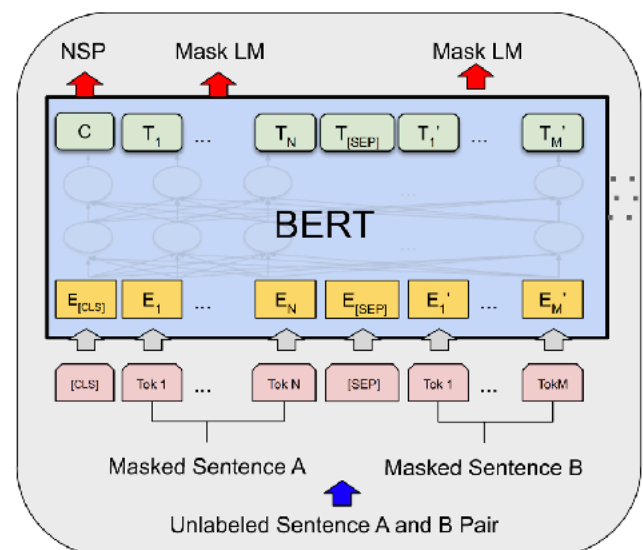 NSP Mask LM Mask LM
C T1 ... TN T[SEP] T1' ... TM'
...
BERT
...
E[CLS] E1 ... EN E[SEP] E1' ... EM'
[CLS] Tok 1 ... Tok N [SEP] Tok 1 ... TokM
Masked Sentence A Masked Sentence B
Unlabeled Sentence A and B Pair